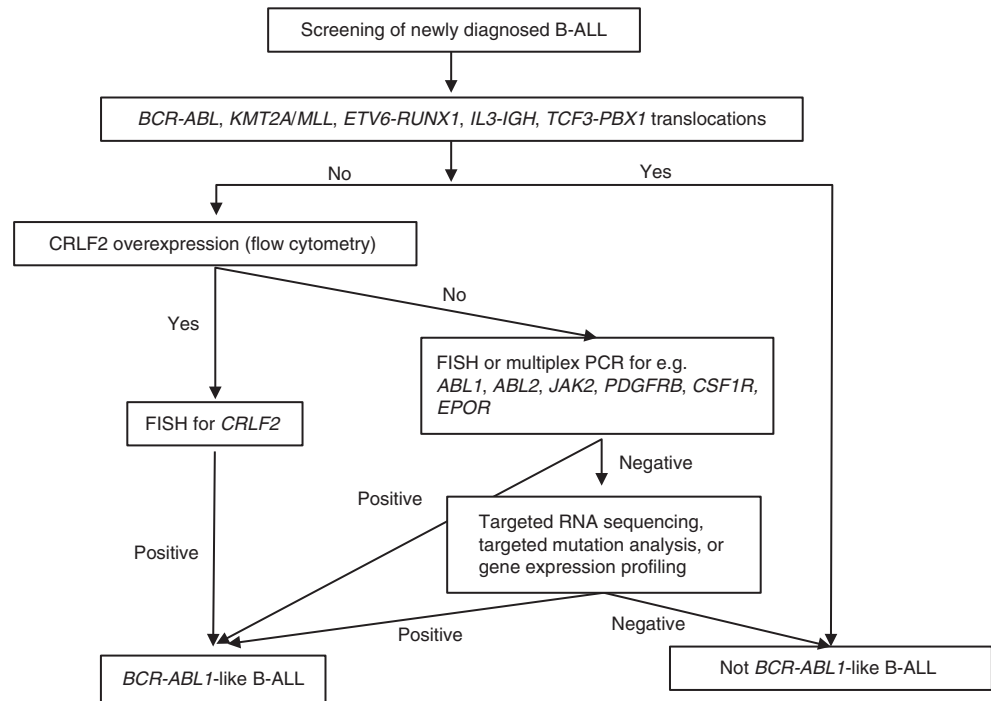 Screening of newly diagnosed B-ALL
BCR-ABL, KMT2A/MLL, ETV6-RUNX1, IL3-IGH, TCF3-PBX1 translocations
No
Yes
CRLF2 overexpression (flow cytometry)
No
Yes
FISH or multiplex PCR for e.g.
ABL1, ABL2, JAK2, PDGFRB, CSF1R,
EPOR
FISH for CRLF2
Negative
Positive
Targeted RNA sequencing,
targeted mutation analysis, or
gene expression profiling
Positive
Positive
Negative
BCR-ABL1-like B-ALL
Not BCR-ABL1-like B-ALL